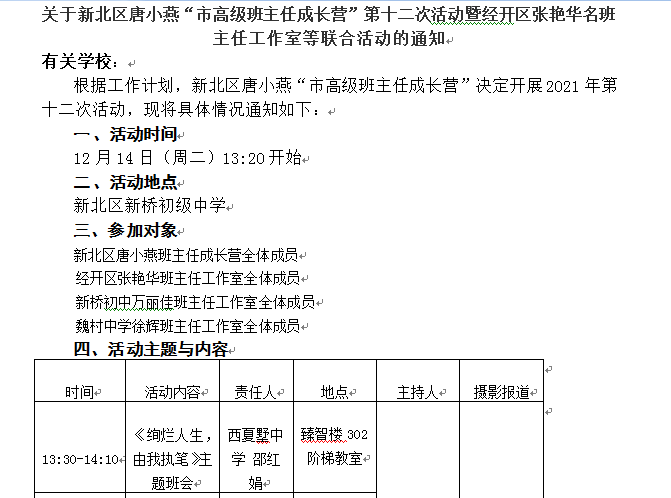 关于新北区唐小燕“市高级班主任成长营”第十二次活动暨经开区张艳华名班
主任工作室等联合活动的通知
有关学校：
根据工作计划，新北区唐小燕“市高级班主任成长营”决定开展 2021 年第
十二次活动，现将具体情况通知如下：
一、活动时间
12 月 14 日（周二）13:20 开始
二、活动地点
新北区新桥初级中学
三、参加对象
新北区唐小燕班主任成长营全体成员
经开区张艳华班主任工作室全体成员
新桥初中万丽佳班主任工作室全体成员
魏村中学徐辉班主任工作室全体成员
四、活动主题与内容
时间 活动内容 责任人 地点 主持人 摄影报道
13:30-14:10
《绚烂人生，
由我执笔》主
题班会
西夏墅中
学 邵红
娟
臻智楼 302
阶梯教室